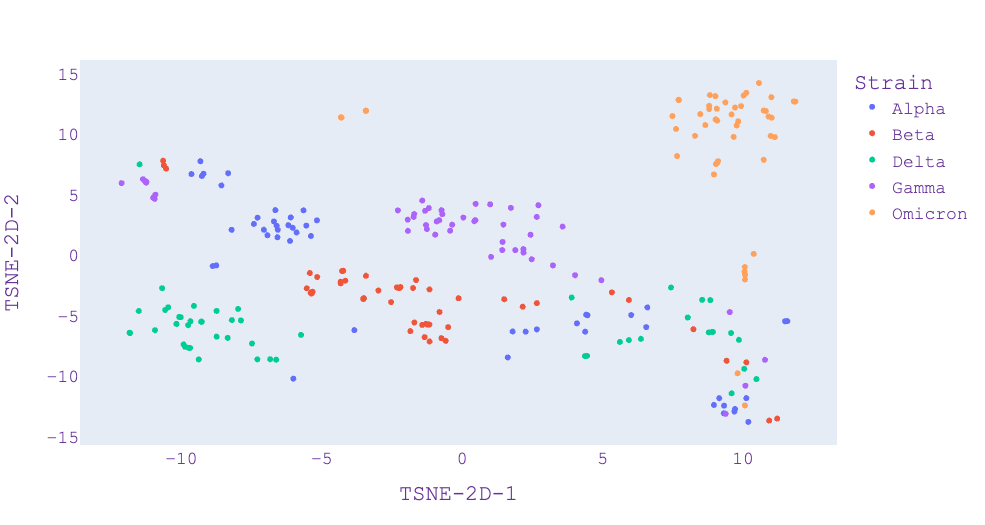 TSNE-2D-2
15
10
5
0
−5
−10
−15
−10
−5
0
5
10
TSNE-2D-1
Strain
Alpha
Beta
Delta
Gamma
Omicron